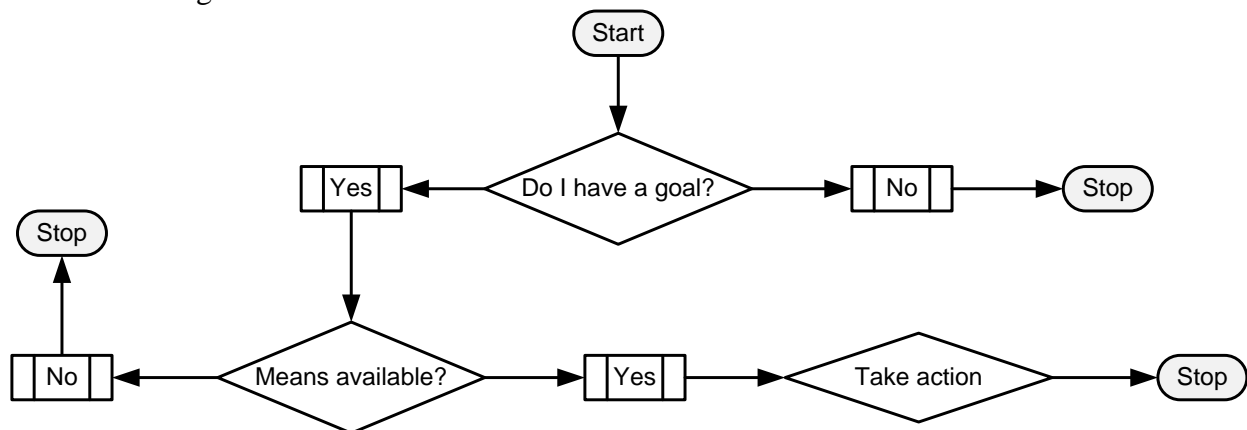 Start
Yes
Do I have a goal?
No
Stop
Stop
No
Means available?
Yes
Take action
Stop